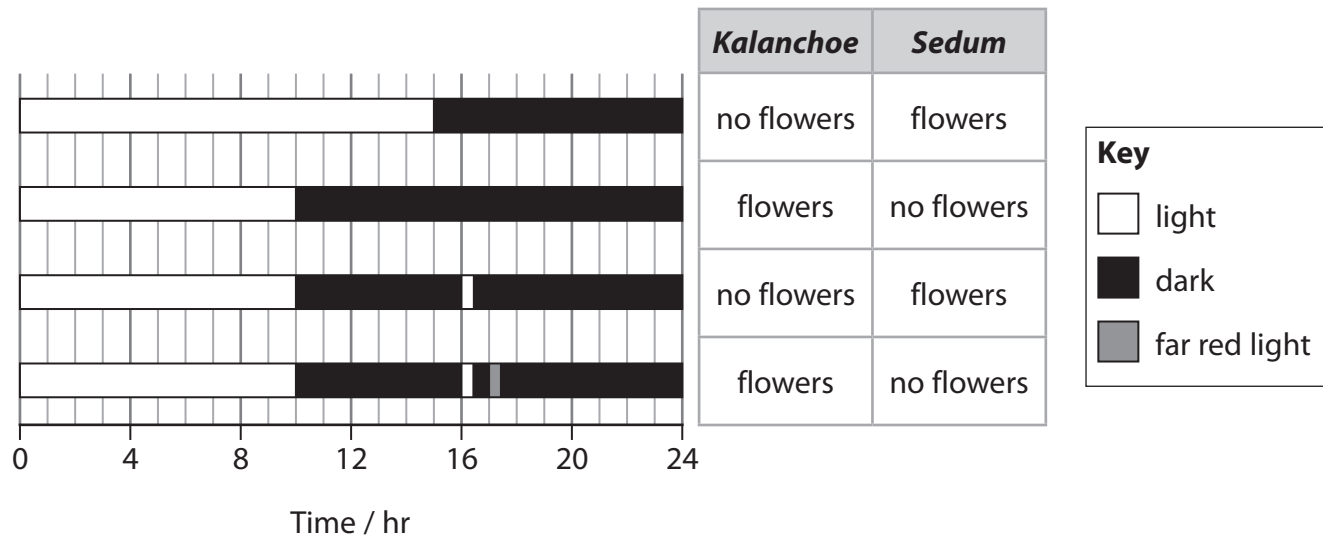 Kalanchoe Sedum
no flowers flowers
flowers no flowers
no flowers flowers
flowers no flowers
Key
light
dark
far red light
0 4 8 12 16 20 24
Time / hr